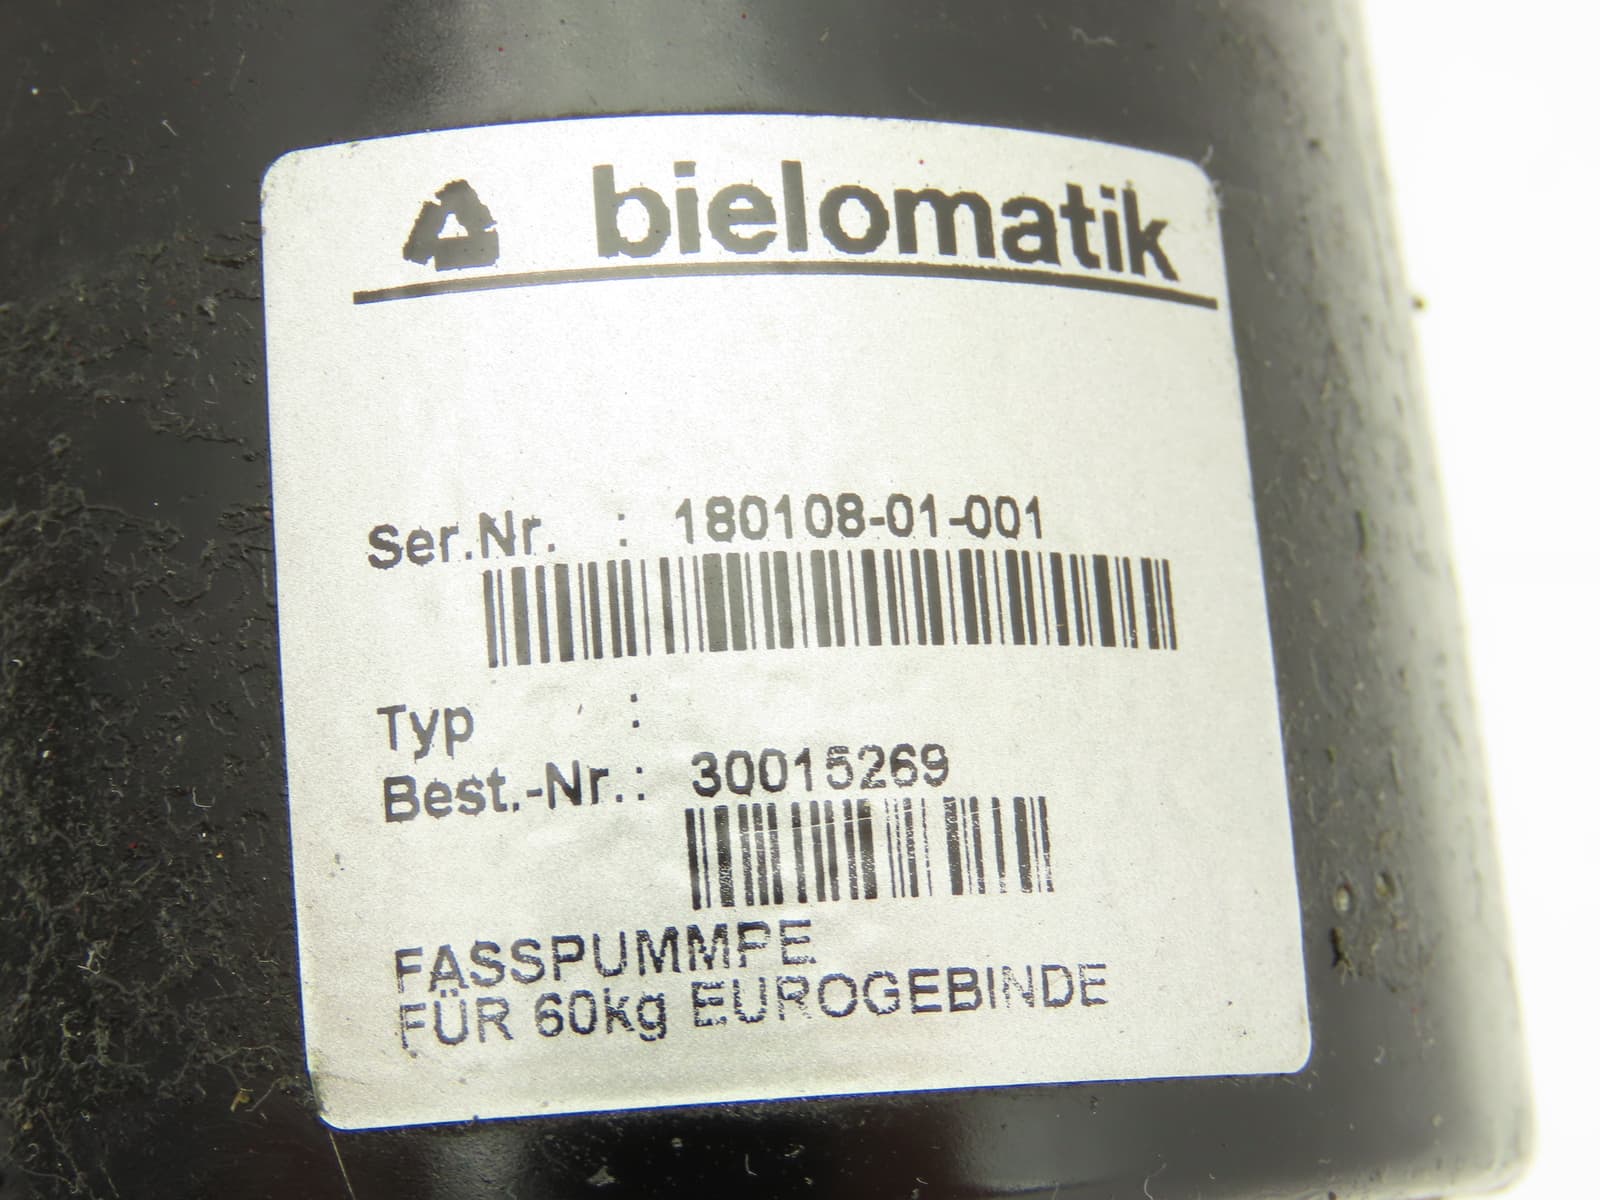 bielomatik
Ser.Nr. : 180108-01-001
Typ :
Best.-Nr.: 30015269
FASSPUMMPE
FÜR 60kg EUROGEBINDE